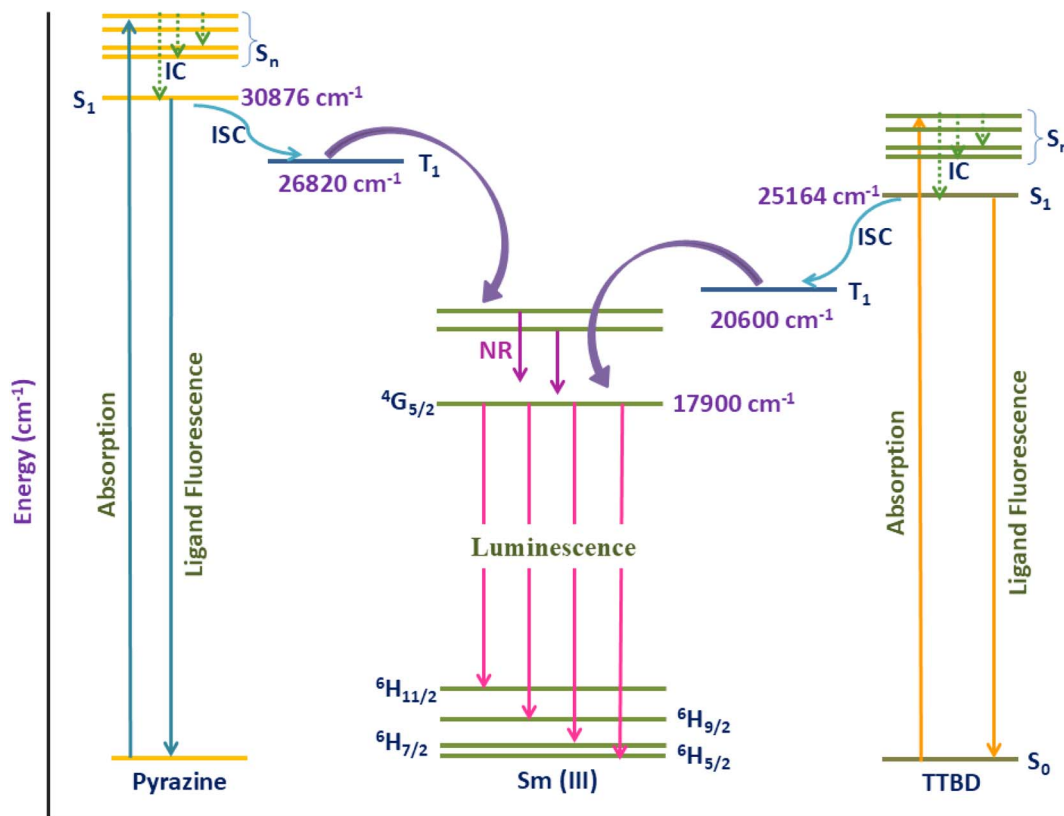 Energy (cm⁻¹)
Sₙ
IC
S₁
30876 cm⁻¹
ISC
T₁
26820 cm⁻¹
Absorption
Ligand Fluorescence
Pyrazine
NR
⁴G₅/₂
17900 cm⁻¹
Luminescence
⁶H₁₁/₂
⁶H₉/₂
⁶H₇/₂
⁶H₅/₂
Sm (III)
IC
25164 cm⁻¹
S₁
ISC
T₁
20600 cm⁻¹
Absorption
Ligand Fluorescence
S₀
TTBD